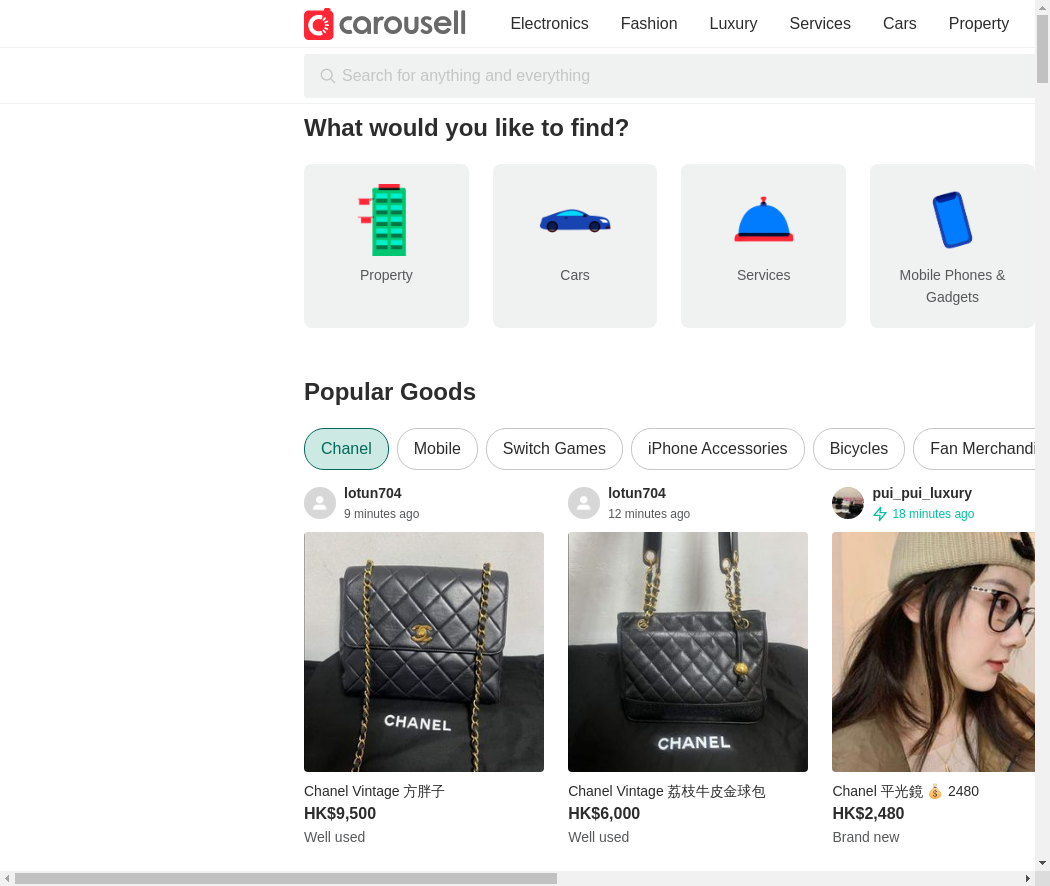 carousell
Electronics
Fashion
Luxury
Services
Cars
Property
Search for anything and everything
What would you like to find?
Property
Cars
Services
Mobile Phones &
Gadgets
Popular Goods
Chanel
Mobile
Switch Games
iPhone Accessories
Bicycles
Fan Merchandi
lotun704
9 minutes ago
CHANEL
Chanel Vintage 方胖子
HK$9,500
Well used
lotun704
12 minutes ago
CHANEL
Chanel Vintage 荔枝牛皮金球包
HK$6,000
Well used
pui_pui_luxury
18 minutes ago
Chanel 平光鏡 💰 2480
HK$2,480
Brand new